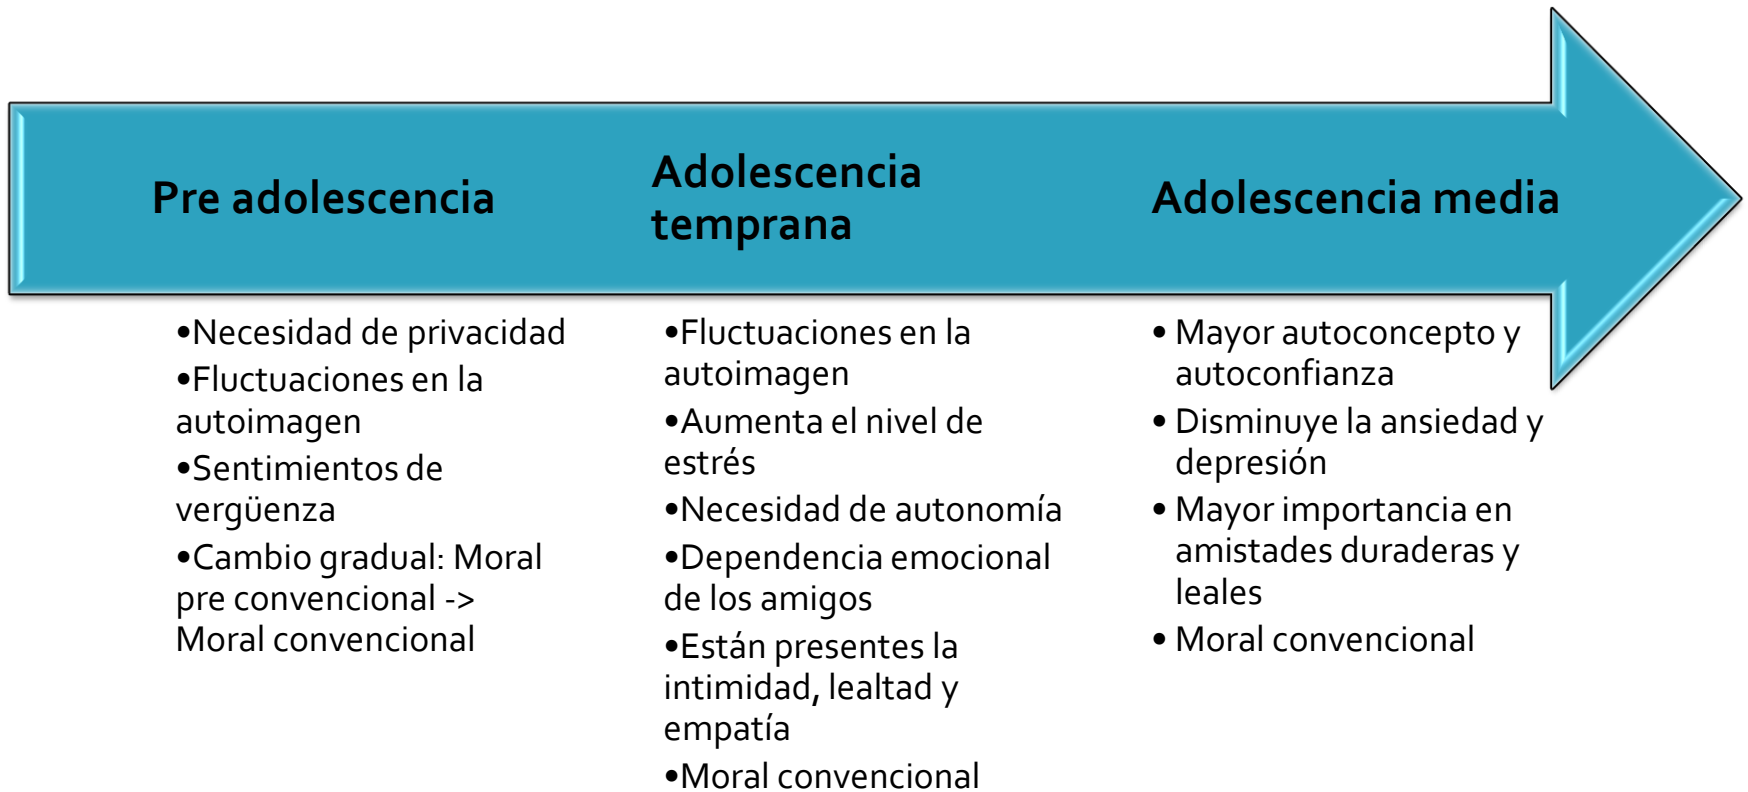 Pre adolescencia
•Necesidad de privacidad
•Fluctuaciones en la
autoimagen
•Sentimientos de
vergüenza
•Cambio gradual: Moral
pre convencional ->
Moral convencional
Adolescencia
temprana
•Fluctuaciones en la
autoimagen
•Aumenta el nivel de
estrés
•Necesidad de autonomía
•Dependencia emocional
de los amigos
•Están presentes la
intimidad, lealtad y
empatía
•Moral convencional
Adolescencia media
• Mayor autoconcepto y
autoconfianza
• Disminuye la ansiedad y
depresión
• Mayor importancia en
amistades duraderas y
leales
• Moral convencional